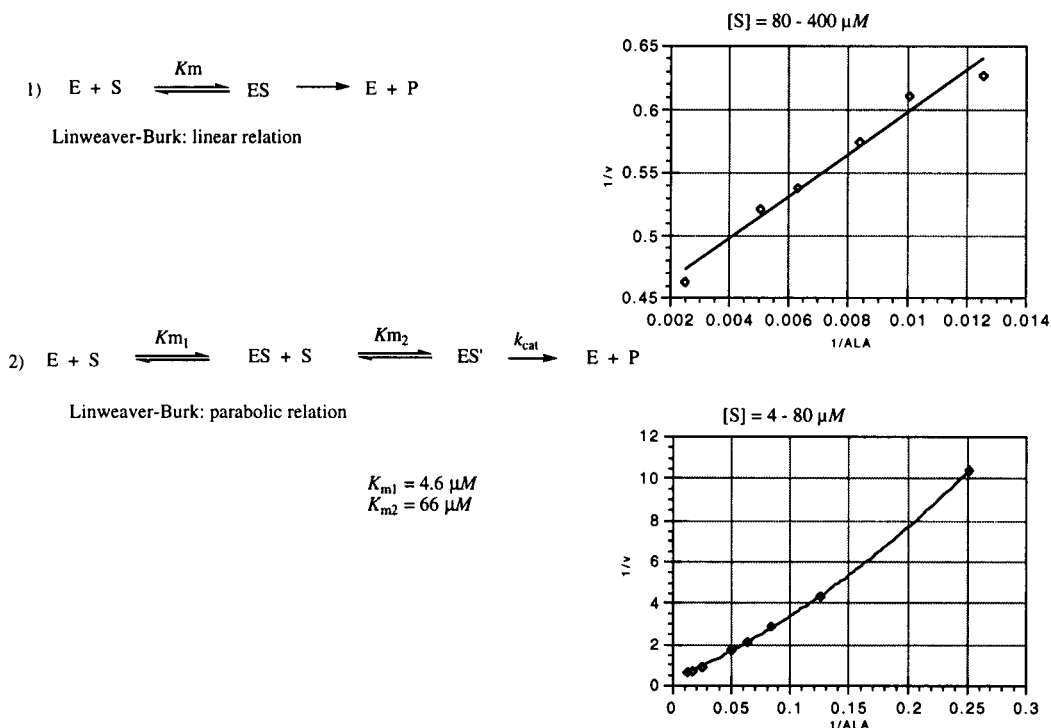 [S] = 80 - 400 µM
1) E + S Km ES E + P
Linweaver-Burk: linear relation
0.65
0.6
0.55
0.5
0.45
1/v
0.002 0.004 0.006 0.008 0.01 0.012 0.014
1/ALA
2) E + S Km1 ES + S Km2 ES' kcat E + P
Linweaver-Burk: parabolic relation
Km1 = 4.6 µM
Km2 = 66 µM
[S] = 4 - 80 µM
12
10
8
6
4
2
0
1/v
0 0.05 0.1 0.15 0.2 0.25 0.3
1/ALA